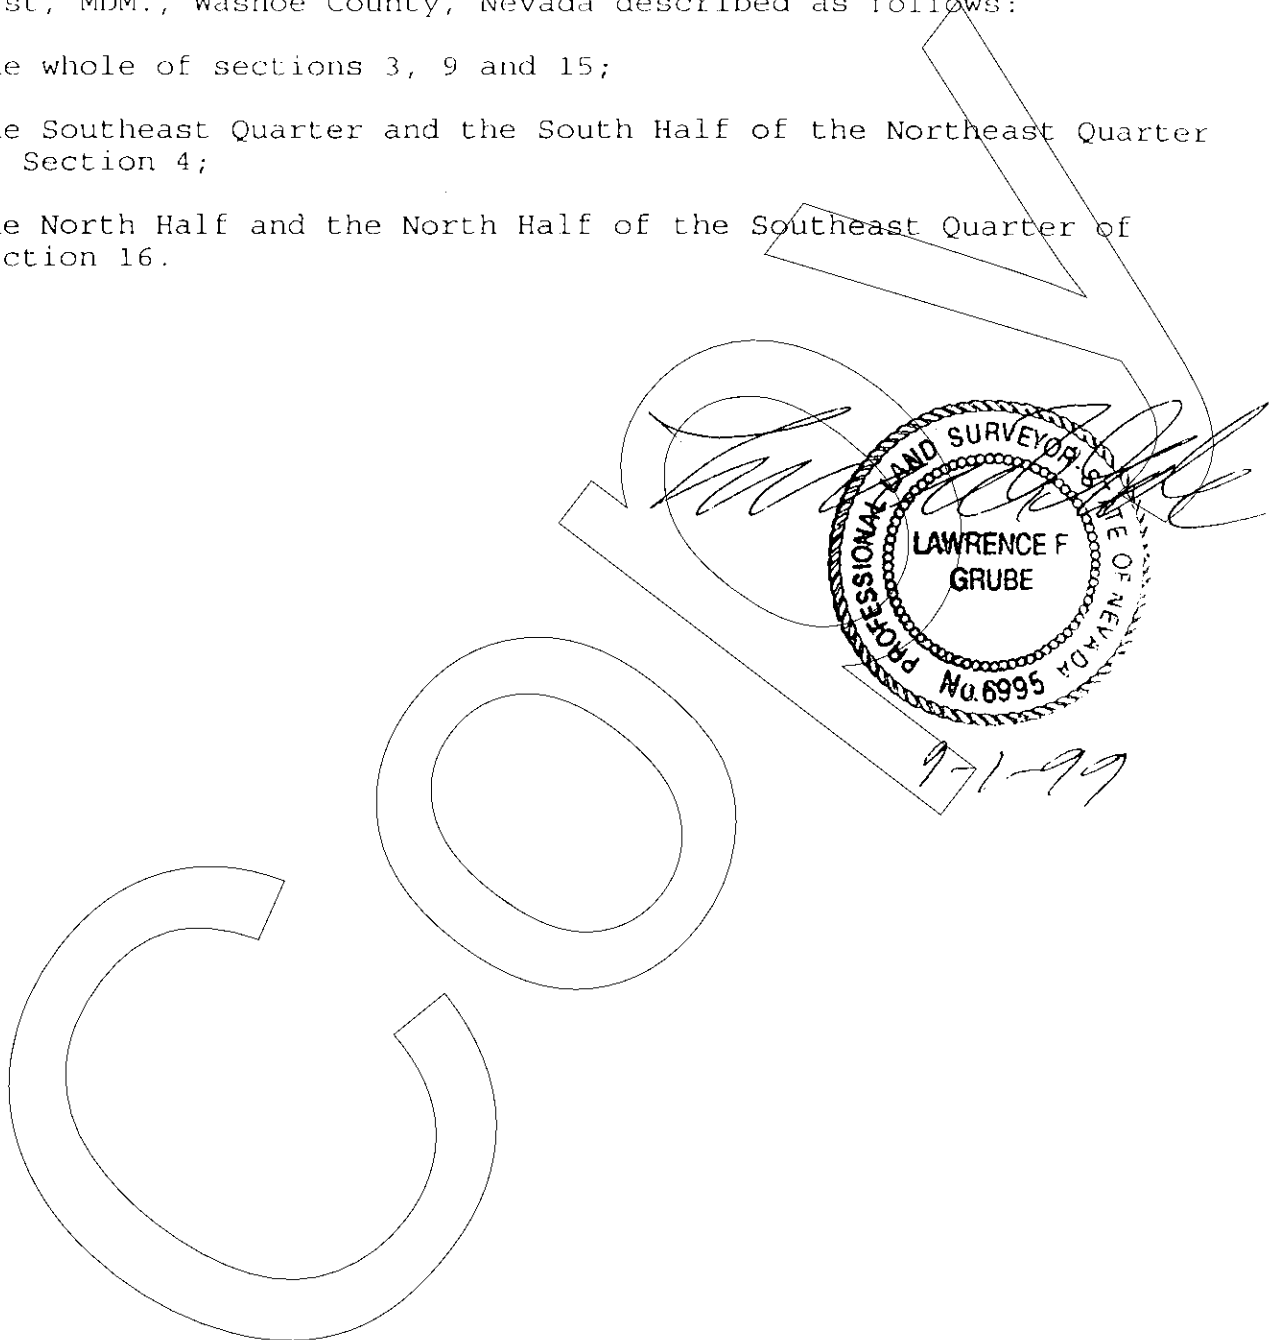 st, MDM., Washoe County, Nevada described as follows:
e whole of sections 3, 9 and 15;
e Southeast Quarter and the South Half of the Northeast Quarter
Section 4;
e North Half and the North Half of the Southeast Quarter of
ction 16.
PROFESSIONAL LAND SURVEYOR-STATE OF NEVADA
LAWRENCE F
GRUBE
No. 6995
9-1-99
COPY